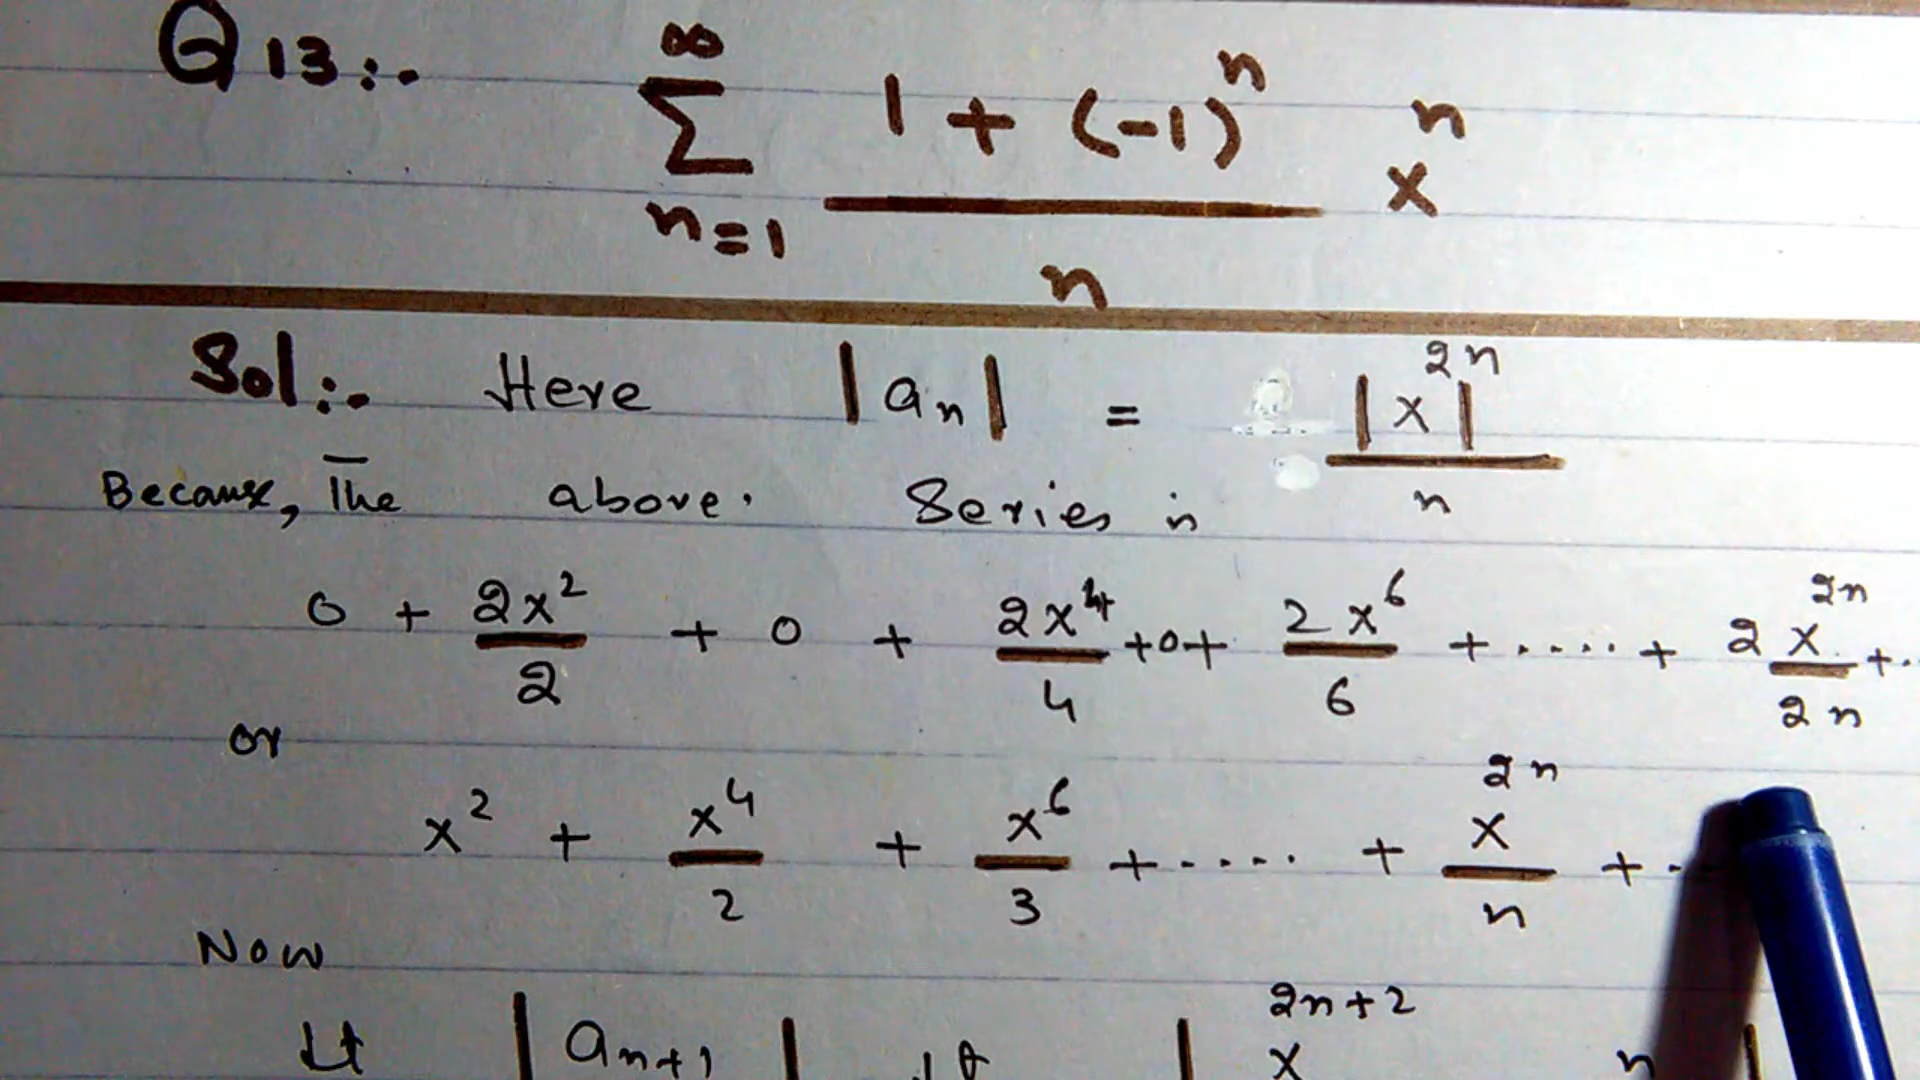 Q13:-  ∞ Σ n=1  (1 + (-1)^n)/n  x^n
Sol:- Here |a_n| = |x^{2n}|/n
Because, The above. Series is
0 + 2x^2/2 + 0 + 2x^4/4 + 0 + 2x^6/6 + ..... + 2x^{2n}/2n + ..
or
x^2 + x^4/2 + x^6/3 + ..... + x^{2n}/n + ..
Now
Lt |a_{n+1}| Lt |x^{2n+2} n|